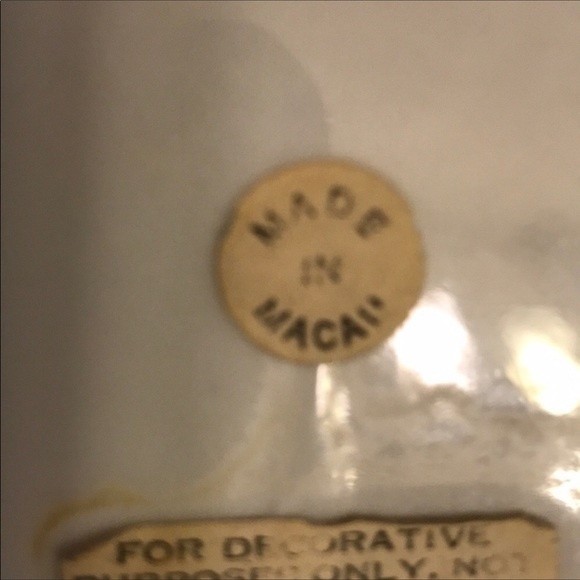 MADE
IN
MACAU
FOR DECORATIVE
PURPOSES ONLY. NOT